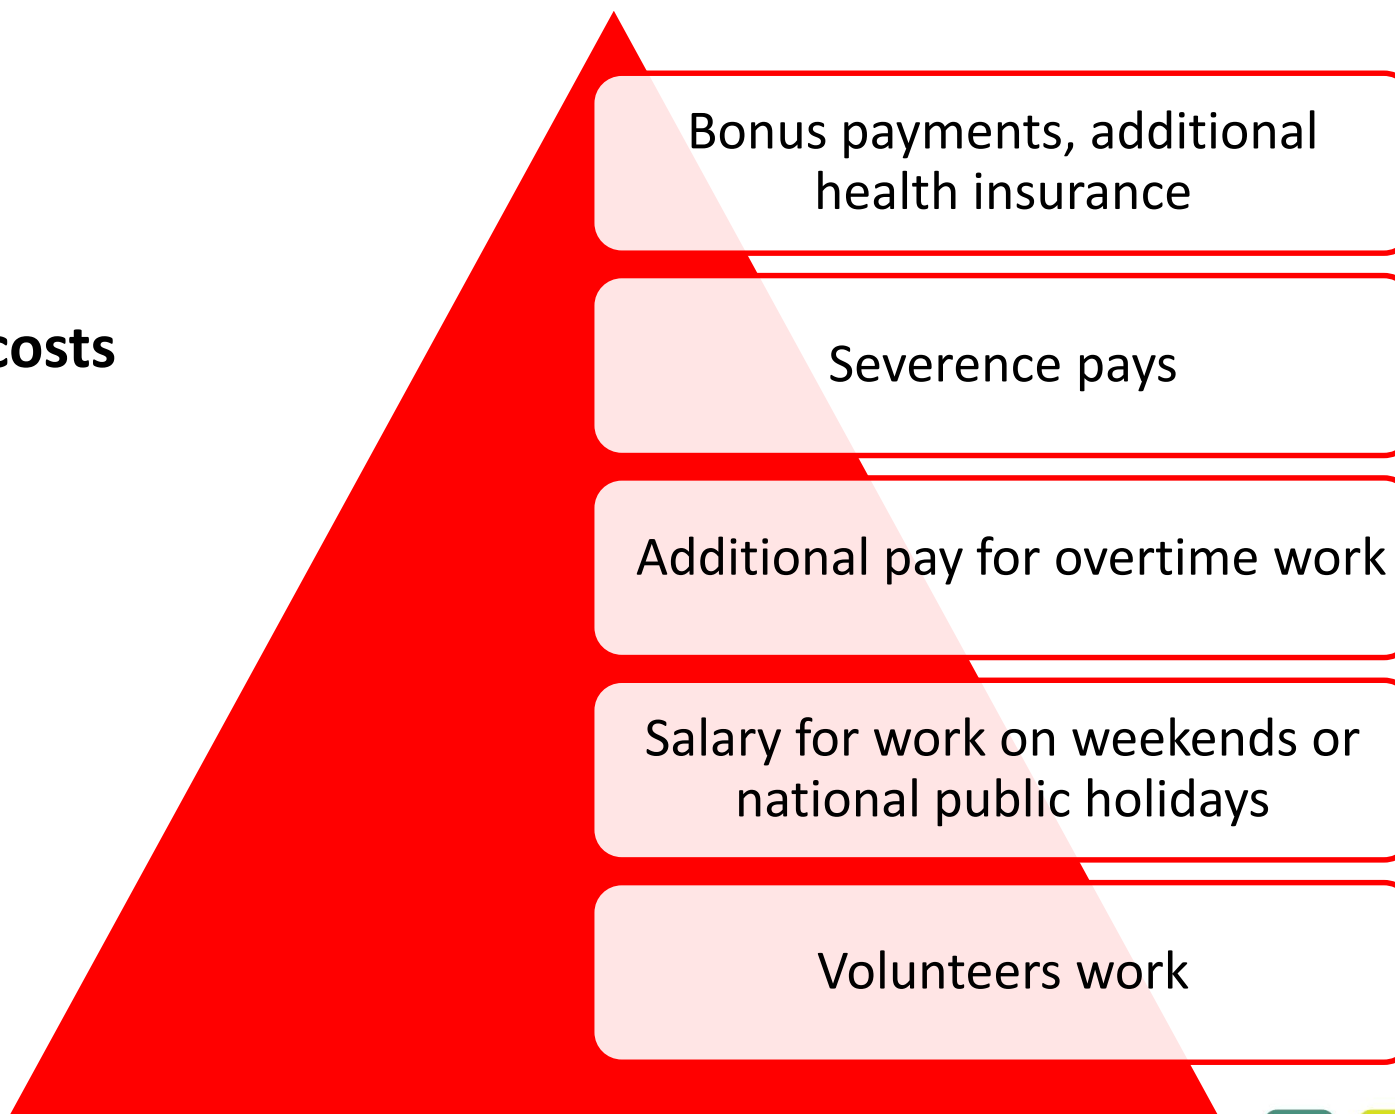 Bonus payments, additional
health insurance
costs
Severence pays
Additional pay for overtime work
Salary for work on weekends or
national public holidays
Volunteers work